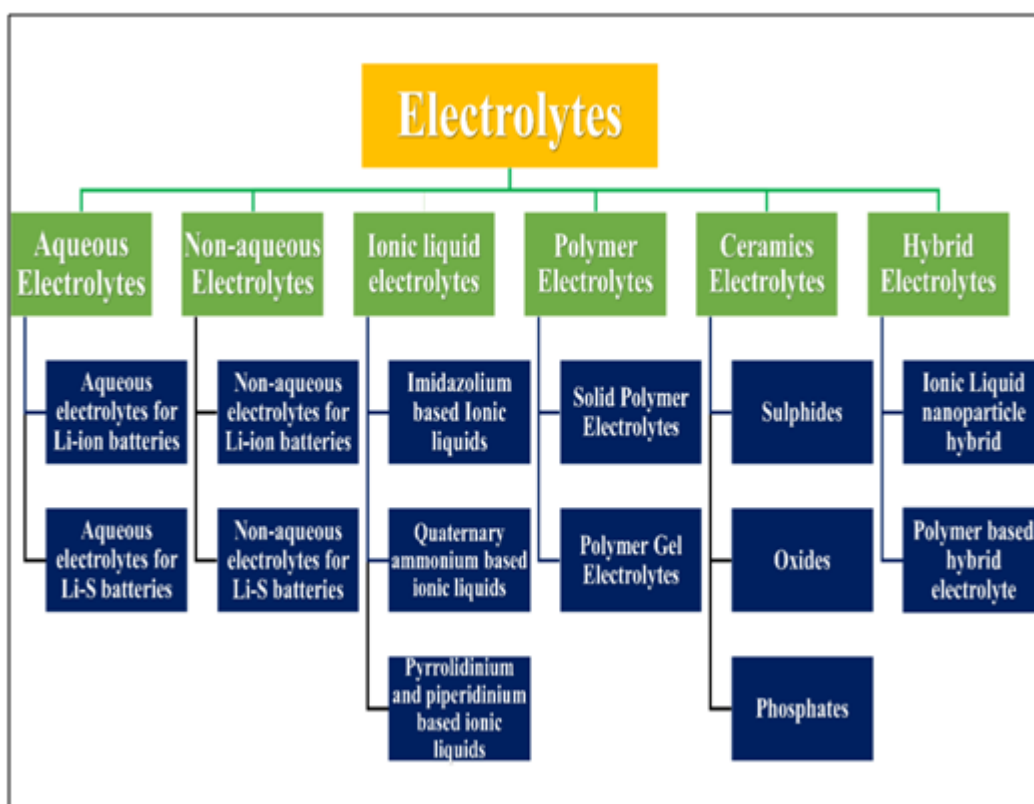 Electrolytes
Aqueous
Electrolytes
Non-aqueous
Electrolytes
Ionic liquid
electrolytes
Polymer
Electrolytes
Ceramics
Electrolytes
Hybrid
Electrolytes
Aqueous
electrolytes for
Li-ion batteries
Non-aqueous
electrolytes for
Li-ion batteries
Imidazolium
based Ionic
liquids
Solid Polymer
Electrolytes
Sulphides
Ionic Liquid
nanoparticle
hybrid
Aqueous
electrolytes for
Li-S batteries
Non-aqueous
electrolytes for
Li-S batteries
Quaternary
ammonium based
ionic liquids
Polymer Gel
Electrolytes
Oxides
Polymer based
hybrid
electrolyte
Pyrrolidinium
and piperidinium
based ionic
liquids
Phosphates